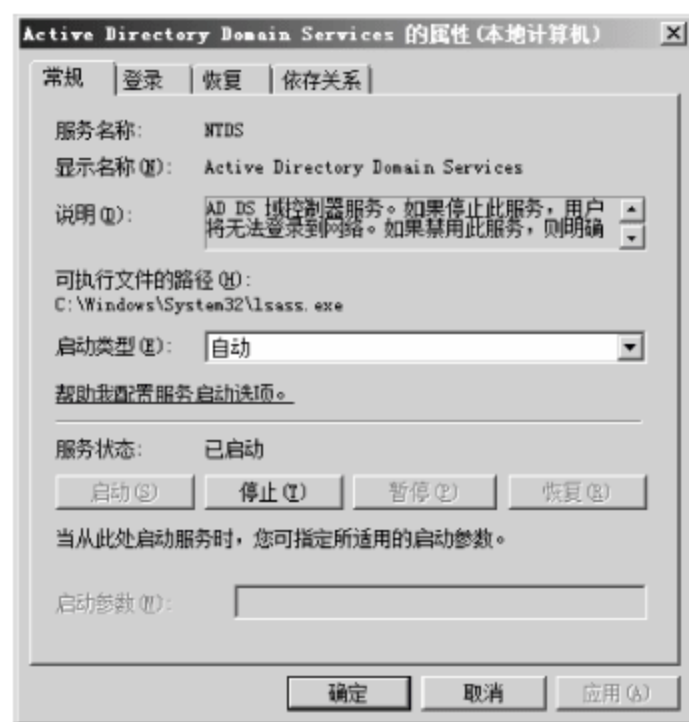 Active Directory Domain Services 的属性(本地计算机)
常规 登录 恢复 依存关系
服务名称: NTDS
显示名称(N): Active Directory Domain Services
说明(D): AD DS 域控制器服务。如果停止此服务，用户
将无法登录到网络。如果禁用此服务，则明确
可执行文件的路径(H):
C:\Windows\System32\lsass.exe
启动类型(E): 自动
帮助我配置服务启动选项。
服务状态: 已启动
启动(S) 停止(T) 暂停(P) 恢复(R)
当从此处启动服务时，您可指定所适用的启动参数。
启动参数(M):
确定 取消 应用(A)